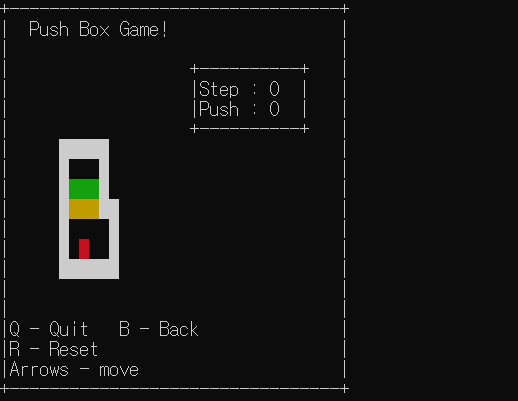 Push Box Game!
Step : 0
Push : 0
Q - Quit   B - Back
R - Reset
Arrows - move